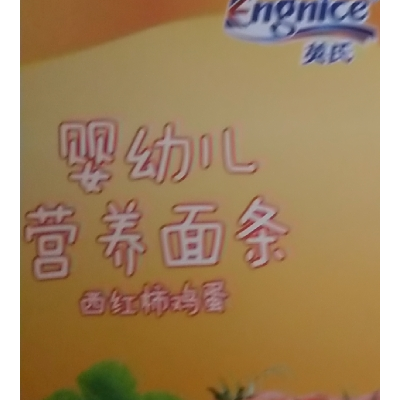 Engnice
英氏
婴幼儿
营养面条
西红柿鸡蛋